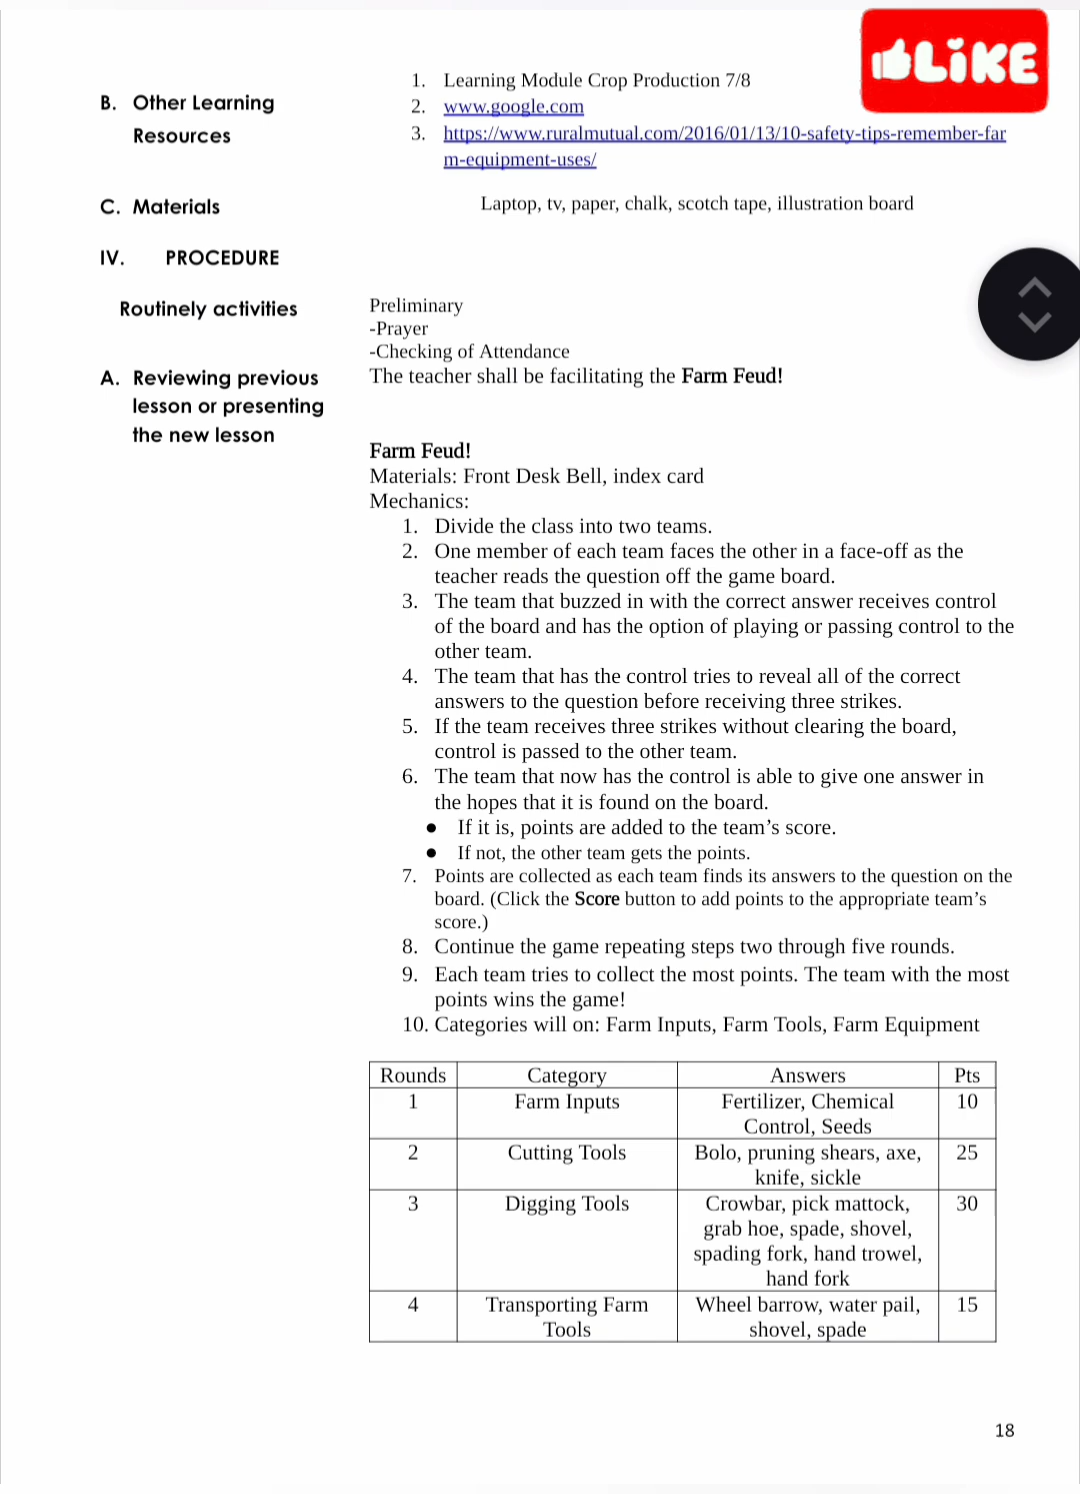 LIKE
1. Learning Module Crop Production 7/8
B. Other Learning
Resources
2. www.google.com
3. https://www.ruralmutual.com/2016/01/13/10-safety-tips-remember-far
m-equipment-uses/
C. Materials
Laptop, tv, paper, chalk, scotch tape, illustration board
IV. PROCEDURE
Routinely activities
Preliminary
-Prayer
-Checking of Attendance
A. Reviewing previous
lesson or presenting
the new lesson
The teacher shall be facilitating the Farm Feud!
Farm Feud!
Materials: Front Desk Bell, index card
Mechanics:
1. Divide the class into two teams.
2. One member of each team faces the other in a face-off as the
teacher reads the question off the game board.
3. The team that buzzed in with the correct answer receives control
of the board and has the option of playing or passing control to the
other team.
4. The team that has the control tries to reveal all of the correct
answers to the question before receiving three strikes.
5. If the team receives three strikes without clearing the board,
control is passed to the other team.
6. The team that now has the control is able to give one answer in
the hopes that it is found on the board.
● If it is, points are added to the team’s score.
● If not, the other team gets the points.
7. Points are collected as each team finds its answers to the question on the
board. (Click the Score button to add points to the appropriate team’s
score.)
8. Continue the game repeating steps two through five rounds.
9. Each team tries to collect the most points. The team with the most
points wins the game!
10. Categories will on: Farm Inputs, Farm Tools, Farm Equipment
Rounds Category Answers Pts
1 Farm Inputs Fertilizer, Chemical 10
Control, Seeds
2 Cutting Tools Bolo, pruning shears, axe, 25
knife, sickle
3 Digging Tools Crowbar, pick mattock, 30
grab hoe, spade, shovel,
spading fork, hand trowel,
hand fork
4 Transporting Farm Wheel barrow, water pail, 15
Tools shovel, spade
18